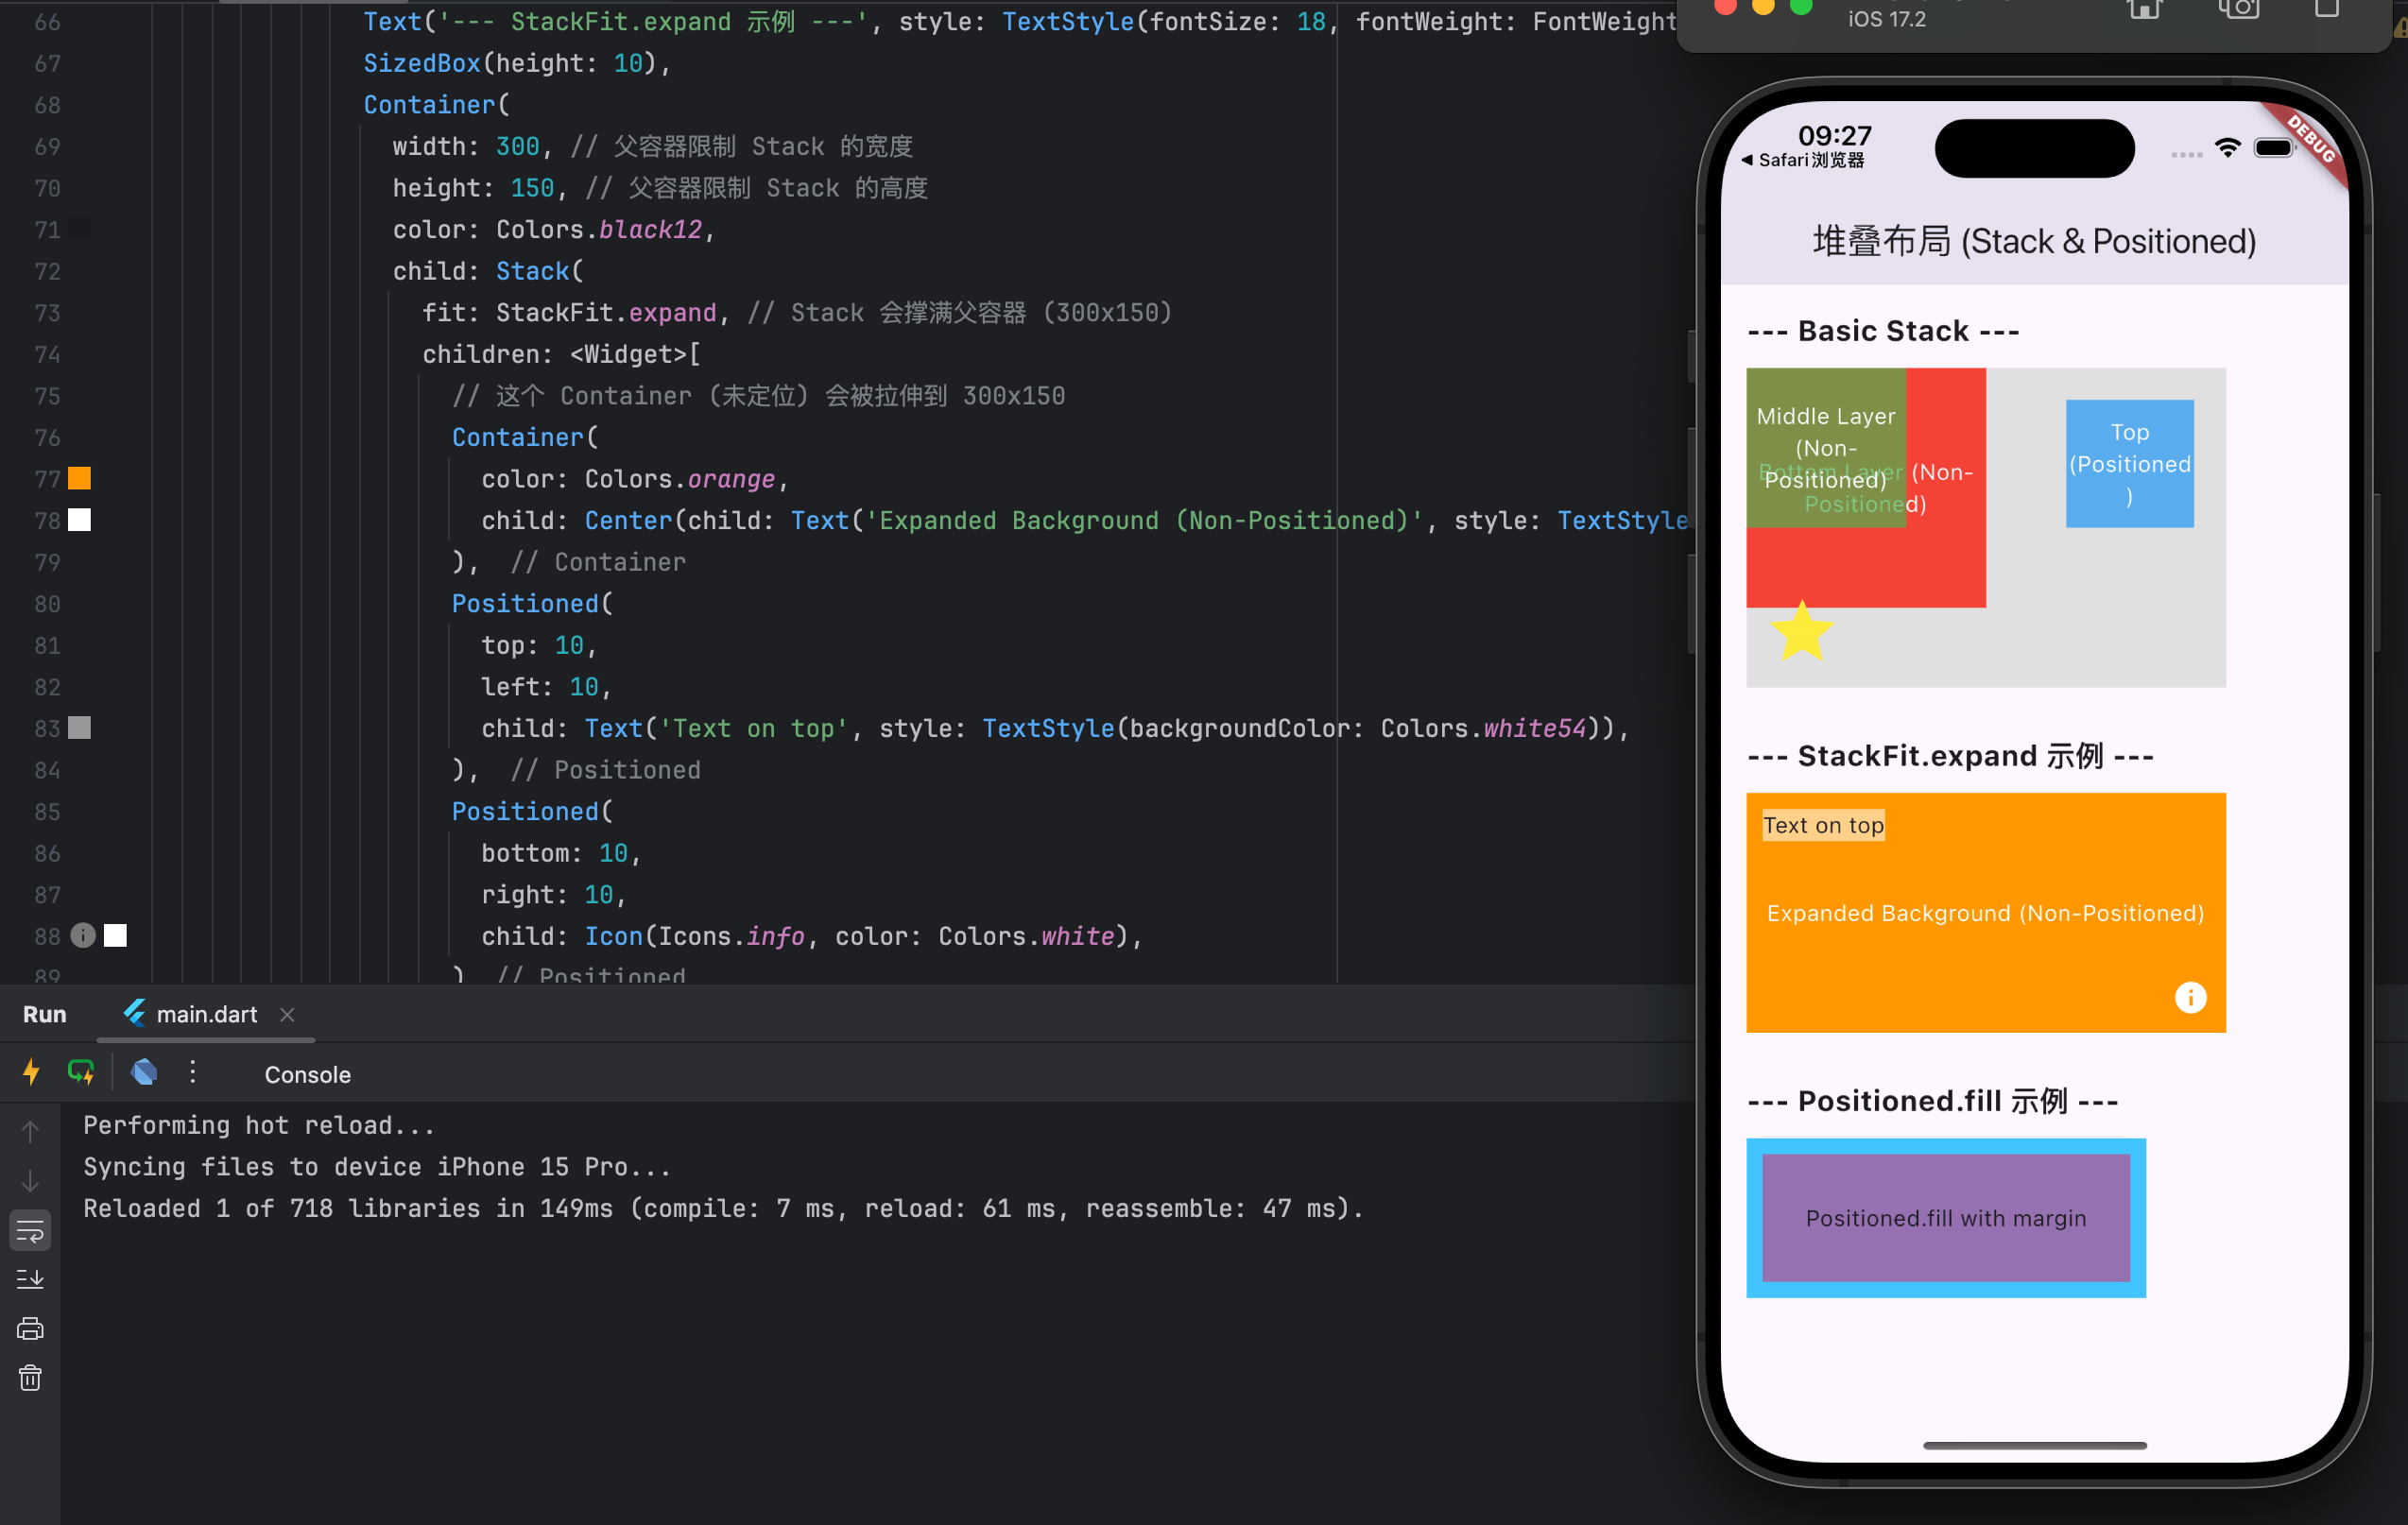 66 Text('--- StackFit.expand 示例 ---', style: TextStyle(fontSize: 18, fontWeight: FontWeight
67 SizedBox(height: 10),
68 Container(
69 width: 300, // 父容器限制 Stack 的宽度
70 height: 150, // 父容器限制 Stack 的高度
71 color: Colors.black12,
72 child: Stack(
73 fit: StackFit.expand, // Stack 会撑满父容器 (300x150)
74 children: <Widget>[
75 // 这个 Container (未定位) 会被拉伸到 300x150
76 Container(
77 color: Colors.orange,
78 child: Center(child: Text('Expanded Background (Non-Positioned)', style: TextStyle
79 ), // Container
80 Positioned(
81 top: 10,
82 left: 10,
83 child: Text('Text on top', style: TextStyle(backgroundColor: Colors.white54)),
84 ), // Positioned
85 Positioned(
86 bottom: 10,
87 right: 10,
88 child: Icon(Icons.info, color: Colors.white),
89 ) // Positioned
Run main.dart
Console
Performing hot reload...
Syncing files to device iPhone 15 Pro...
Reloaded 1 of 718 libraries in 149ms (compile: 7 ms, reload: 61 ms, reassemble: 47 ms).
iOS 17.2
09:27
◀ Safari浏览器
DEBUG
堆叠布局 (Stack & Positioned)
--- Basic Stack ---
Middle Layer
(Non-
Positioned)
Bottom Layer (Non-
Positioned)
Top
(Positioned
)
--- StackFit.expand 示例 ---
Text on top
Expanded Background (Non-Positioned)
--- Positioned.fill 示例 ---
Positioned.fill with margin